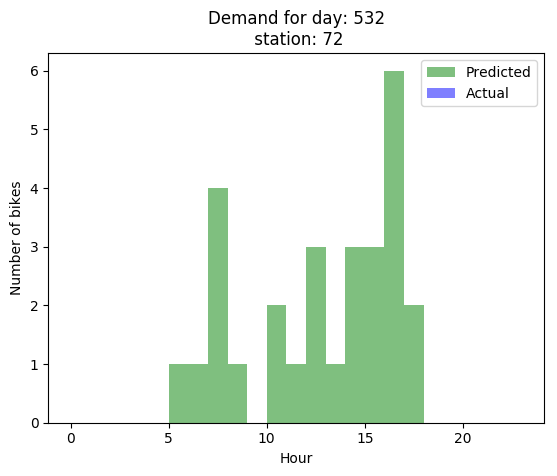 Demand for day: 532
station: 72
Predicted
Actual
Number of bikes
6
5
4
3
2
1
0
0
5
10
15
20
Hour